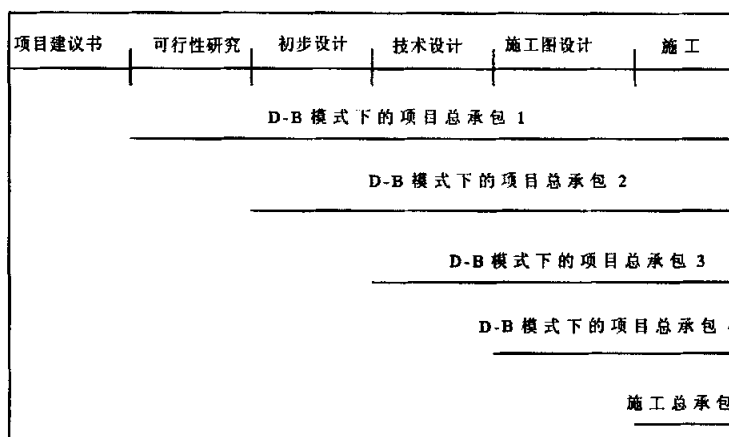 项目建议书 可行性研究 初步设计 技术设计 施工图设计 施工
D-B 模式下的项目总承包 1
D-B 模式下的项目总承包 2
D-B 模式下的项目总承包 3
D-B 模式下的项目总承包
施工总承包